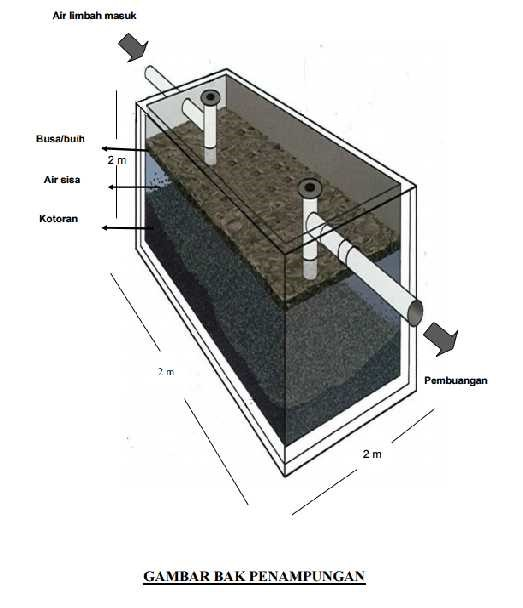 Air limbah masuk
Busa/buih
2 m
Air sisa
Kotoran
2 m
Pembuangan
2 m
GAMBAR BAK PENAMPUNGAN